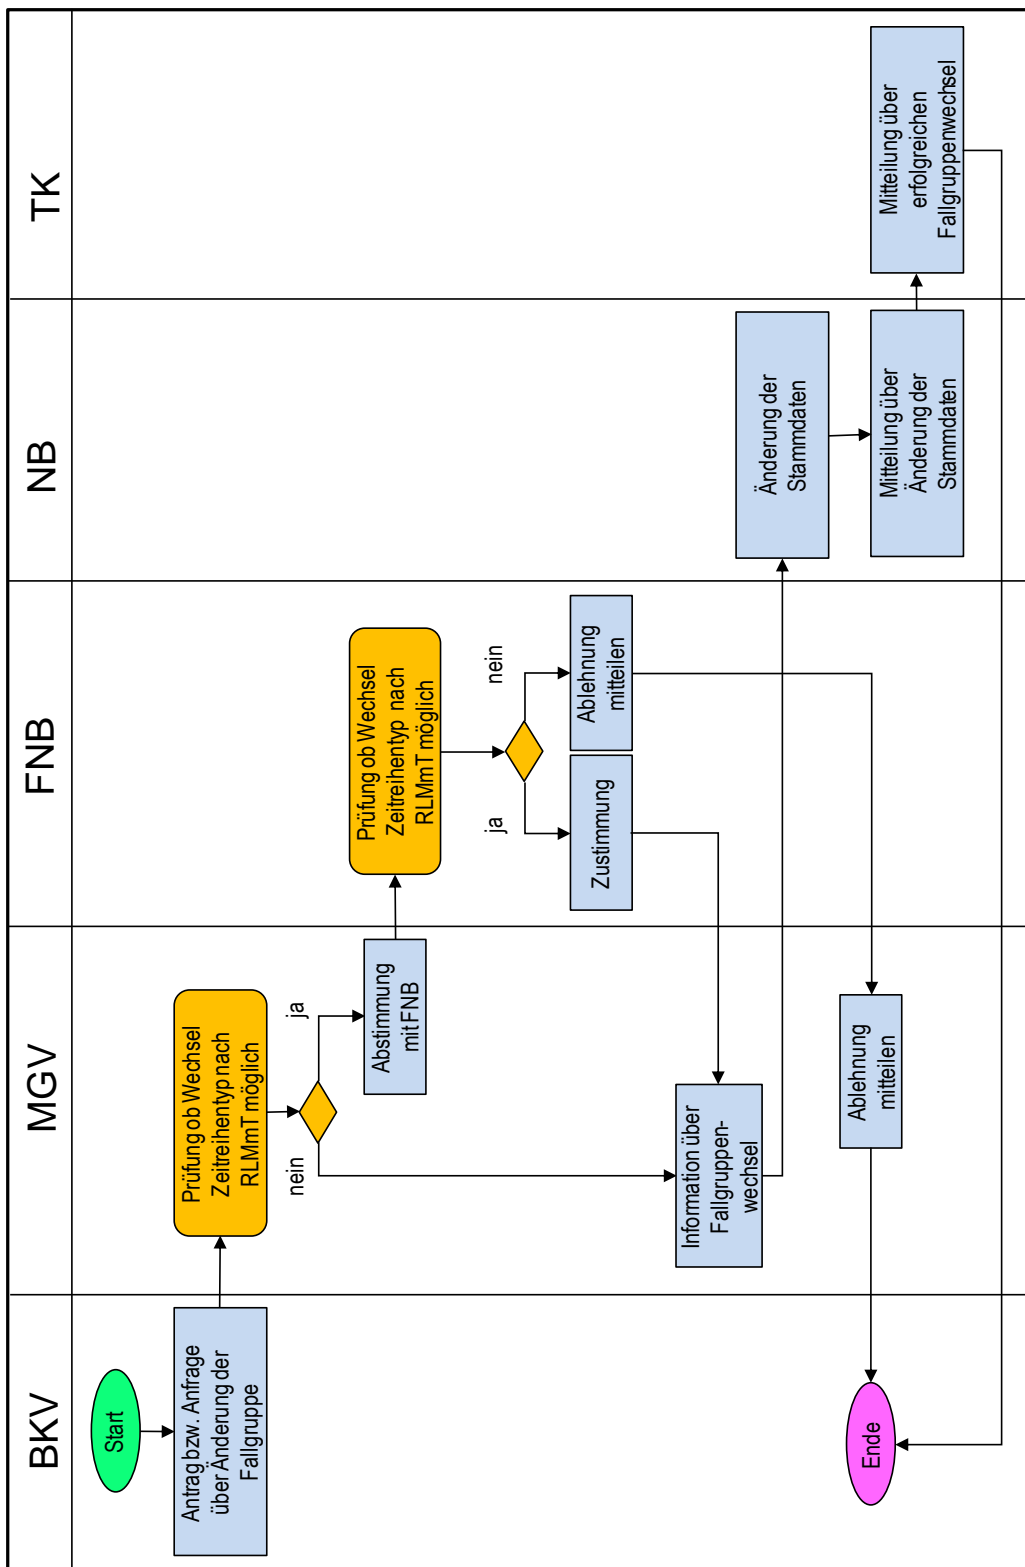 BKV
MGV
FNB
NB
TK
Start
Antrag bzw. Anfrage
über Änderung der
Fallgruppe
Prüfung ob Wechsel
Zeitreihentyp nach
RLMmT möglich
nein
ja
Abstimmung
mit FNB
Prüfung ob Wechsel
Zeitreihentyp nach
RLMmT möglich
ja
nein
Zustimmung
Ablehnung
mitteilen
Information über
Fallgruppen-
wechsel
Änderung der
Stammdaten
Ende
Ablehnung
mitteilen
Mitteilung über
Änderung der
Stammdaten
Mitteilung über
erfolgreichen
Fallgruppenwechsel